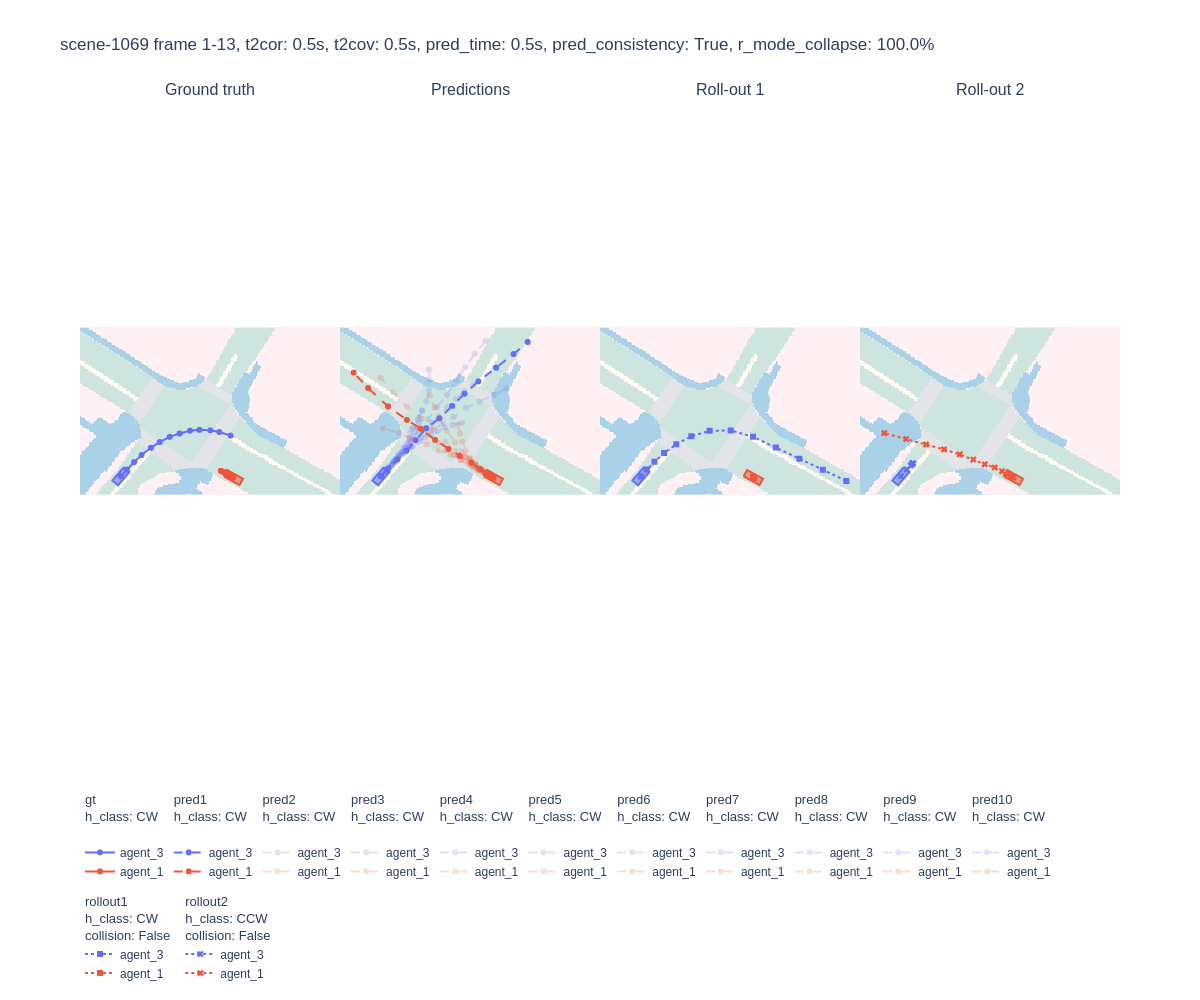 scene-1069 frame 1-13, t2cor: 0.5s, t2cov: 0.5s, pred_time: 0.5s, pred_consistency: True, r_mode_collapse: 100.0%
Ground truth Predictions Roll-out 1 Roll-out 2
gt pred1 pred2 pred3 pred4 pred5 pred6 pred7 pred8 pred9 pred10
h_class: CW h_class: CW h_class: CW h_class: CW h_class: CW h_class: CW h_class: CW h_class: CW h_class: CW h_class: CW h_class: CW
agent_3 agent_3 agent_3 agent_3 agent_3 agent_3 agent_3 agent_3 agent_3 agent_3 agent_3
agent_1 agent_1 agent_1 agent_1 agent_1 agent_1 agent_1 agent_1 agent_1 agent_1 agent_1
rollout1 rollout2
h_class: CW h_class: CCW
collision: False collision: False
agent_3 agent_3
agent_1 agent_1